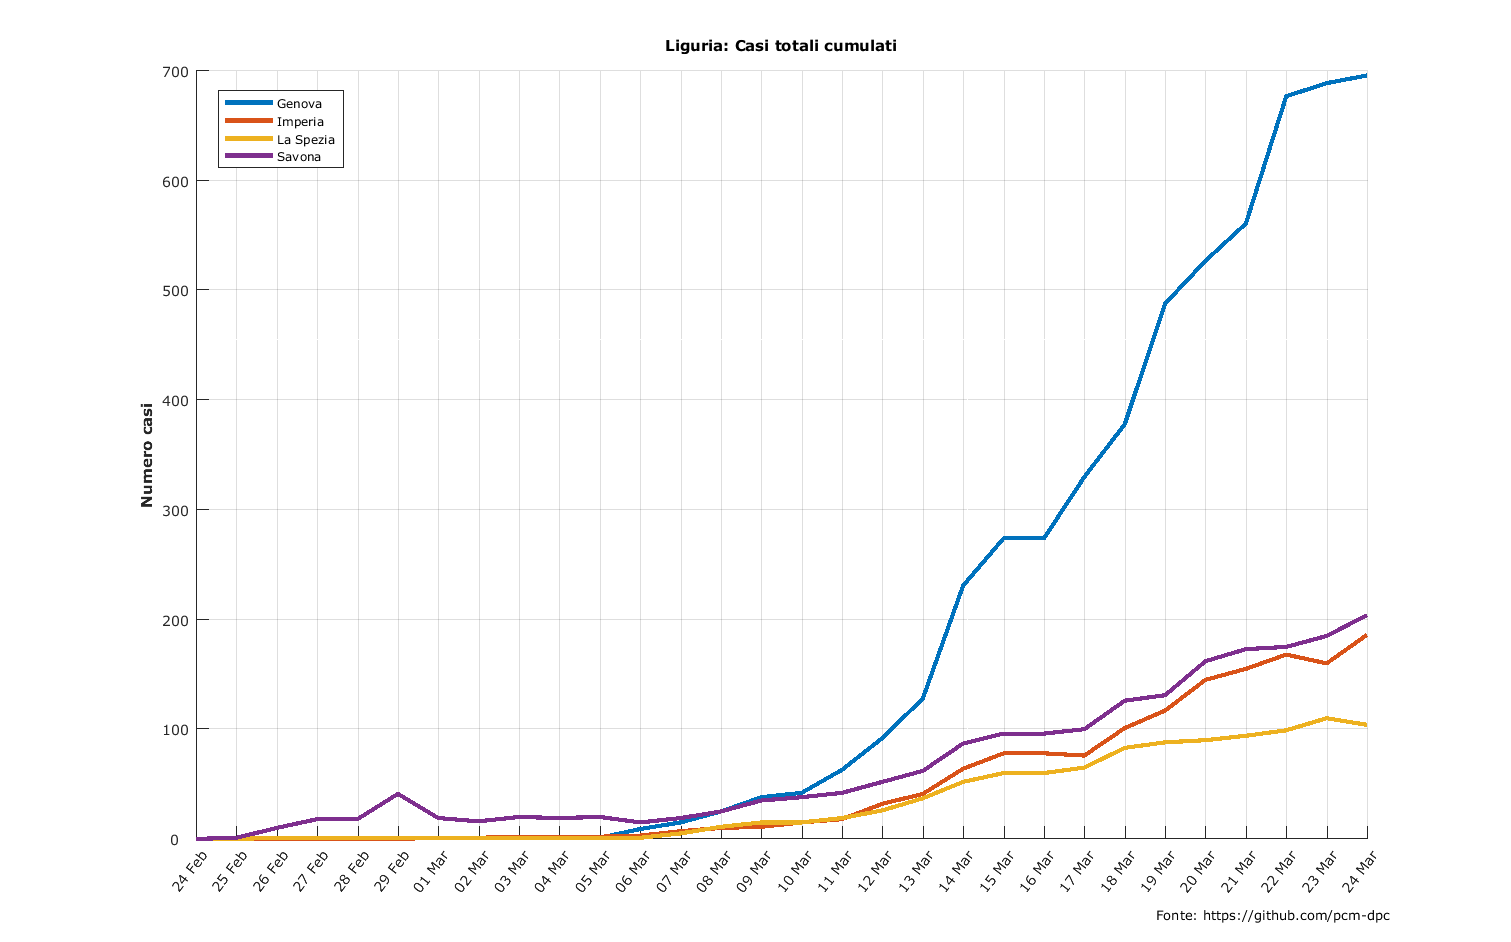 Liguria: Casi totali cumulati
700
600
500
400
300
200
100
0
Numero casi
Genova
Imperia
La Spezia
Savona
24 Feb
25 Feb
26 Feb
27 Feb
28 Feb
29 Feb
01 Mar
02 Mar
03 Mar
04 Mar
05 Mar
06 Mar
07 Mar
08 Mar
09 Mar
10 Mar
11 Mar
12 Mar
13 Mar
14 Mar
15 Mar
16 Mar
17 Mar
18 Mar
19 Mar
20 Mar
21 Mar
22 Mar
23 Mar
24 Mar
Fonte: https://github.com/pcm-dpc